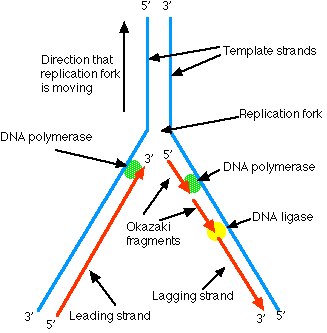 5' 3'
Direction that
replication fork
is moving
Template strands
Replication fork
DNA polymerase
3' 5'
DNA polymerase
Okazaki
fragments
DNA ligase
Leading strand
Lagging strand
3' 5' 3' 5'